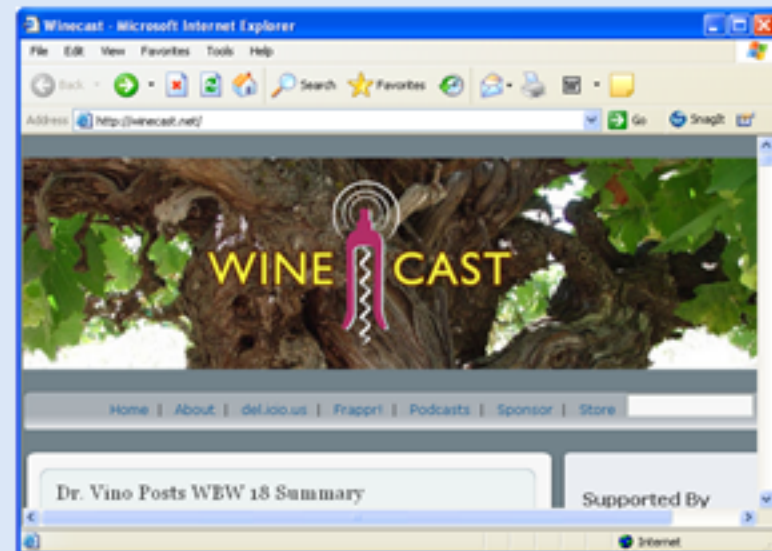 Winecast - Microsoft Internet Explorer
File Edit View Favorites Tools Help
Back Search Favorites
Address http://winecast.net/ Go SnagIt
WINE CAST
Home | About | del.icio.us | Frappr! | Podcasts | Sponsor | Store
Dr. Vino Posts WBW 18 Summary
Supported By
Internet